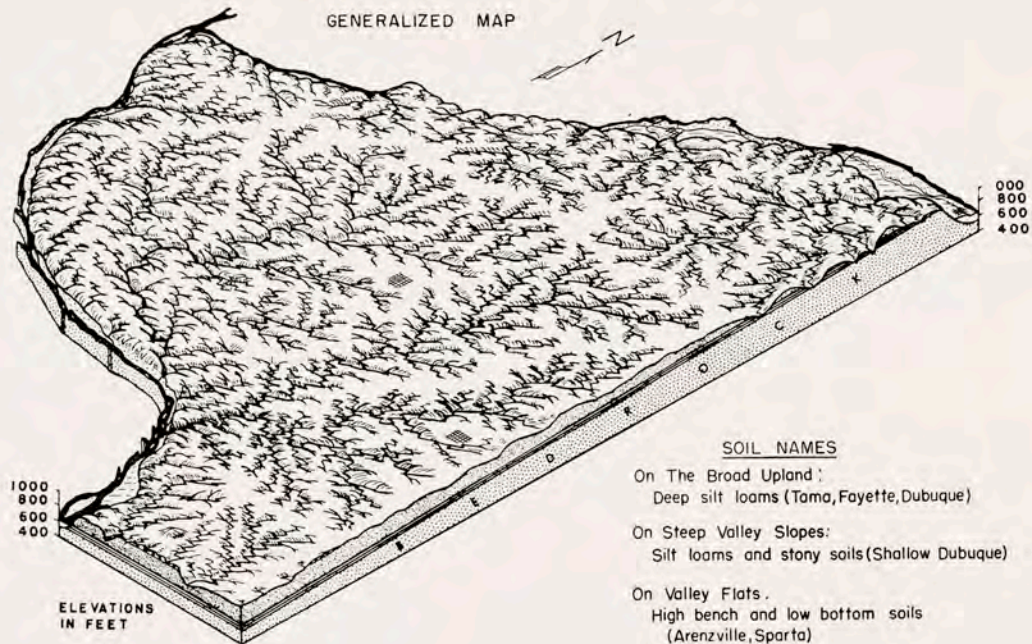 GENERALIZED MAP
N
000
800
600
400
1000
800
600
400
BEDROCK
ELEVATIONS
IN FEET
SOIL NAMES
On The Broad Upland:
Deep silt loams (Tama, Fayette, Dubuque)
On Steep Valley Slopes:
Silt loams and stony soils (Shallow Dubuque)
On Valley Flats.
High bench and low bottom soils
(Arenzville, Sparta)